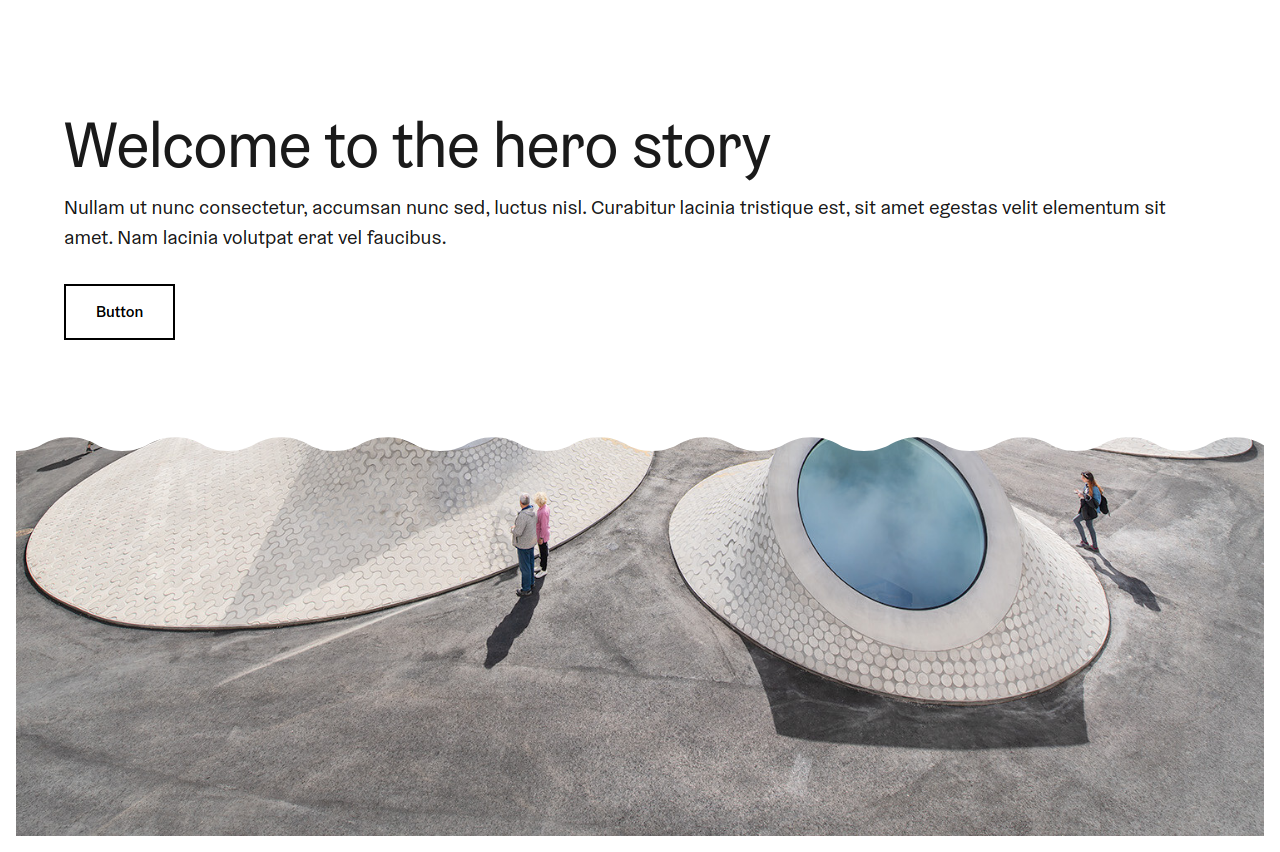 Welcome to the hero story
Nullam ut nunc consectetur, accumsan nunc sed, luctus nisl. Curabitur lacinia tristique est, sit amet egestas velit elementum sit
amet. Nam lacinia volutpat erat vel faucibus.
Button